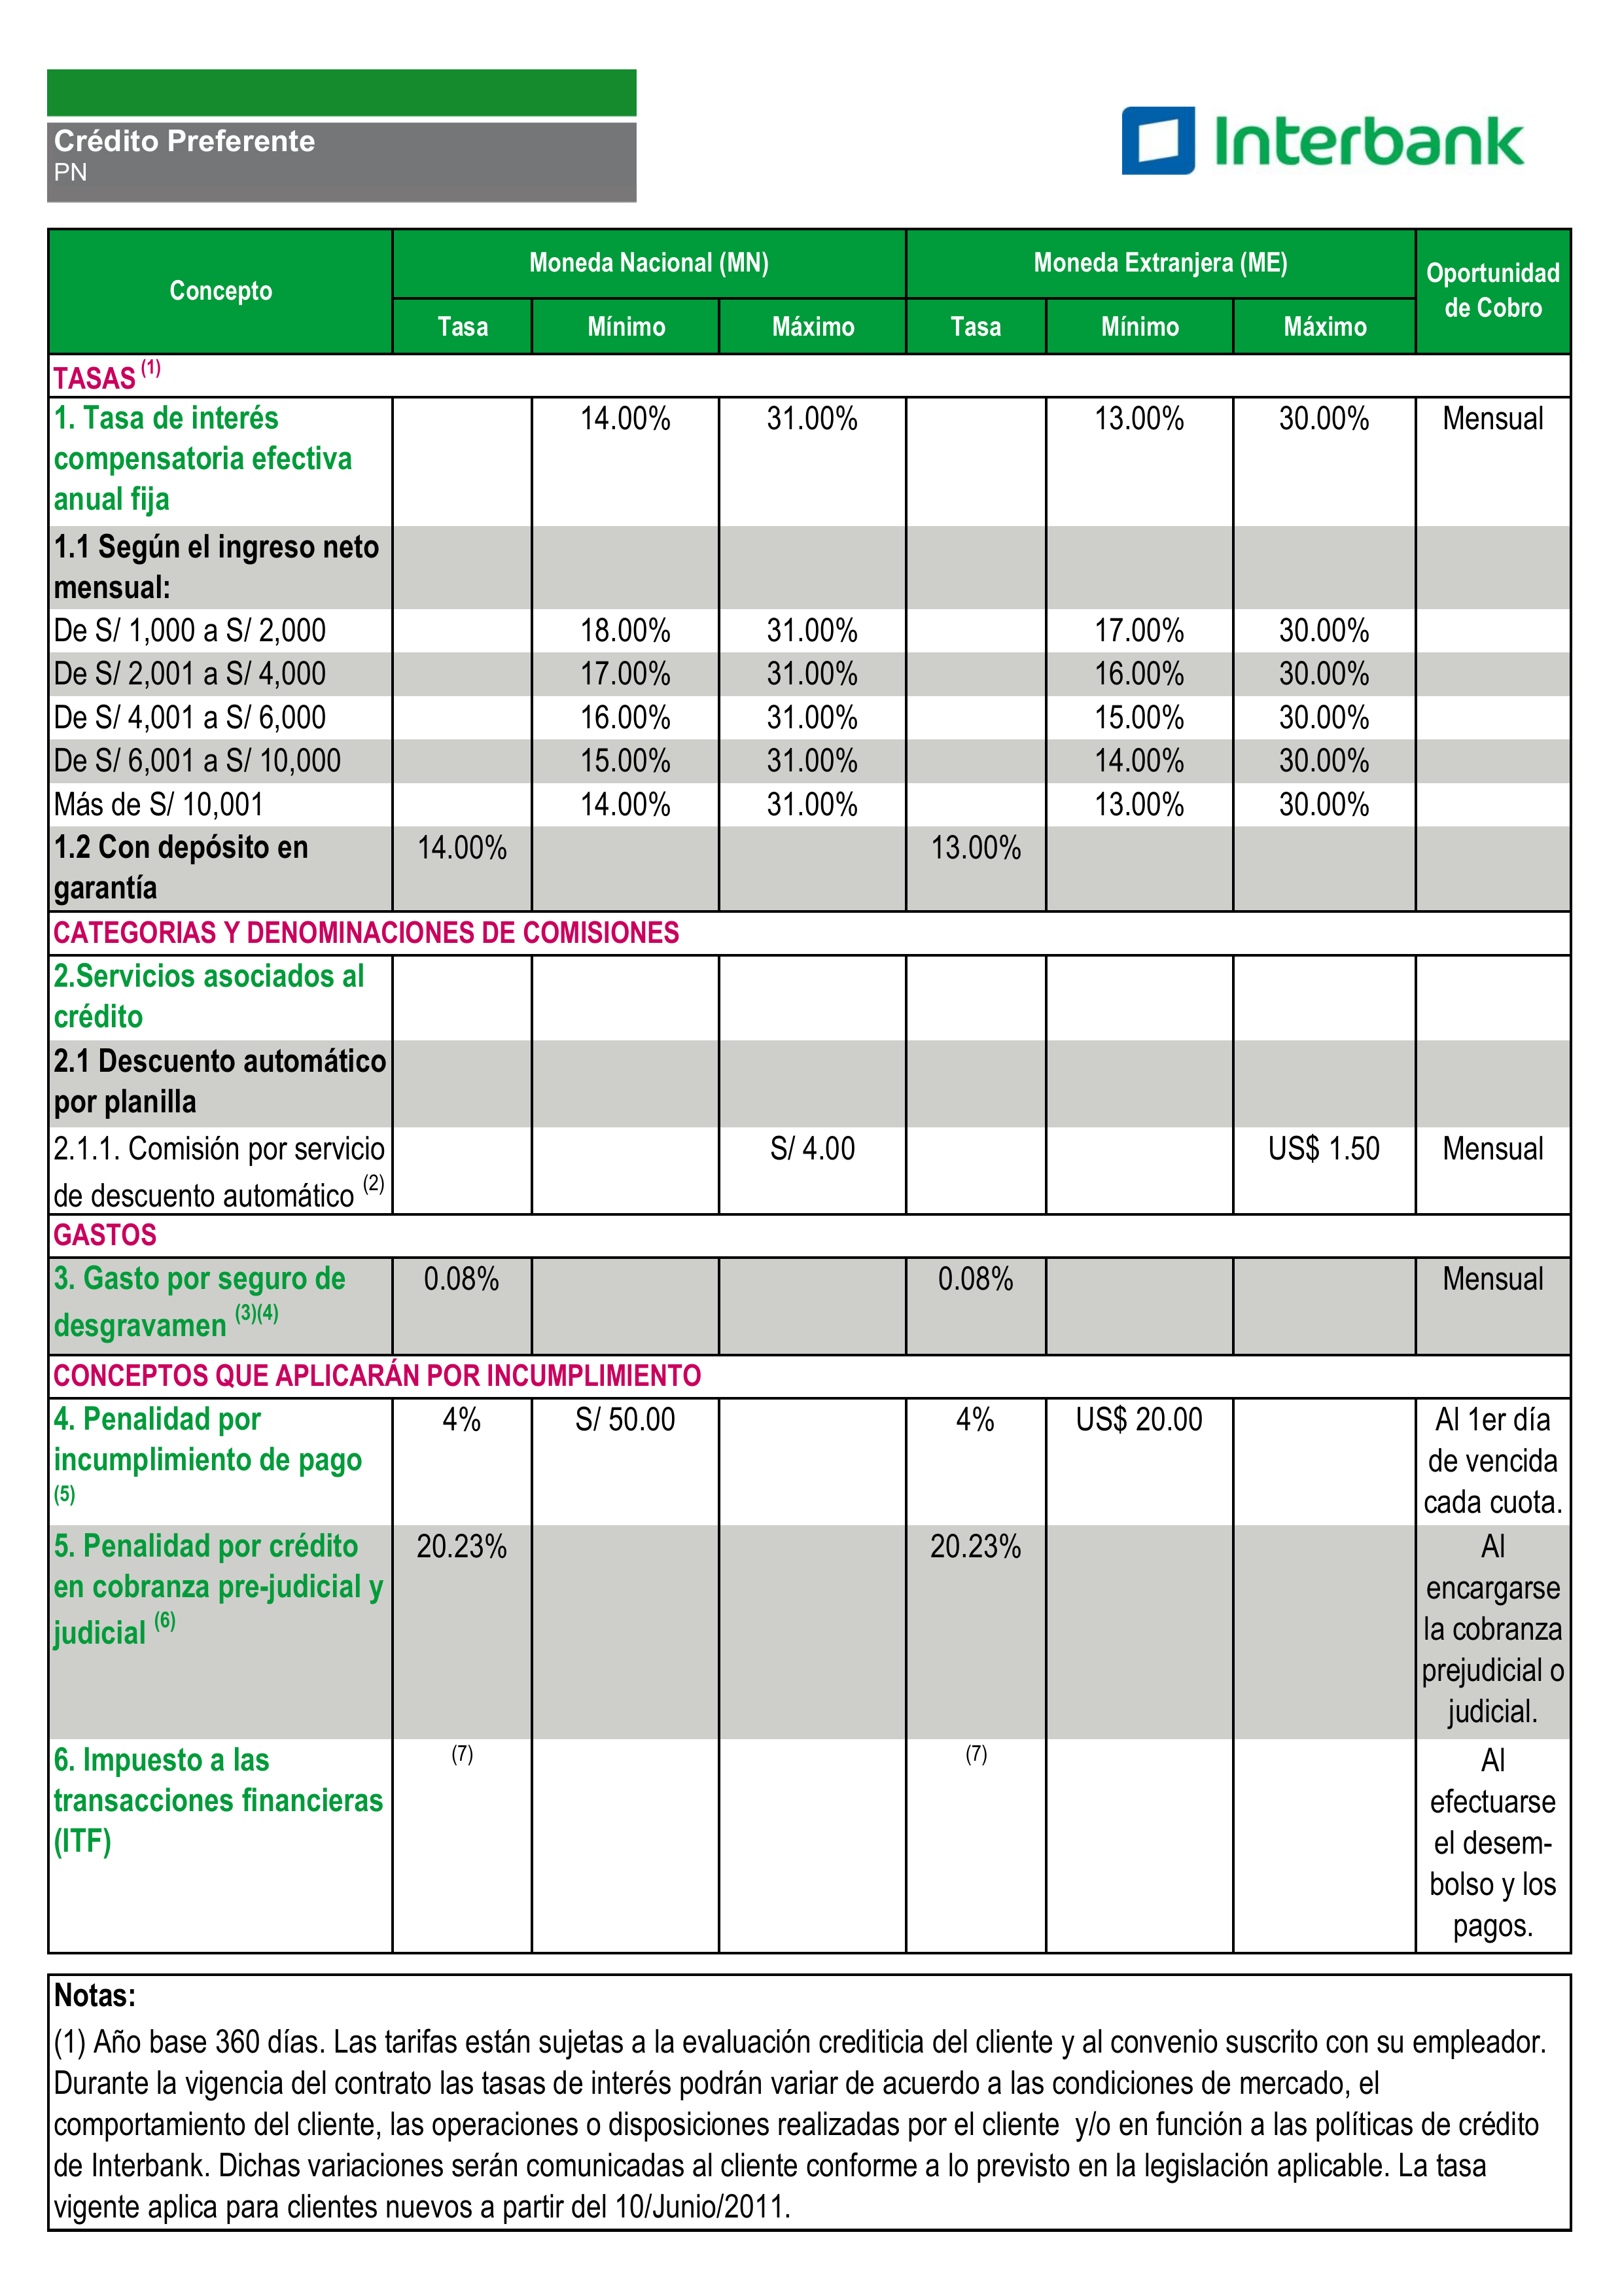 Crédito Preferente
PN
Interbank
Concepto
Moneda Nacional (MN)
Moneda Extranjera (ME)
Oportunidad
de Cobro
Tasa
Mínimo
Máximo
Tasa
Mínimo
Máximo
TASAS (1)
1. Tasa de interés
compensatoria efectiva
anual fija
14.00%
31.00%
13.00%
30.00%
Mensual
1.1 Según el ingreso neto
mensual:
De S/ 1,000 a S/ 2,000
18.00%
31.00%
17.00%
30.00%
De S/ 2,001 a S/ 4,000
17.00%
31.00%
16.00%
30.00%
De S/ 4,001 a S/ 6,000
16.00%
31.00%
15.00%
30.00%
De S/ 6,001 a S/ 10,000
15.00%
31.00%
14.00%
30.00%
Más de S/ 10,001
14.00%
31.00%
13.00%
30.00%
1.2 Con depósito en
garantía
14.00%
13.00%
CATEGORIAS Y DENOMINACIONES DE COMISIONES
2.Servicios asociados al
crédito
2.1 Descuento automático
por planilla
2.1.1. Comisión por servicio
de descuento automático (2)
S/ 4.00
US$ 1.50
Mensual
GASTOS
3. Gasto por seguro de
desgravamen (3)(4)
0.08%
0.08%
Mensual
CONCEPTOS QUE APLICARÁN POR INCUMPLIMIENTO
4. Penalidad por
incumplimiento de pago
(5)
4%
S/ 50.00
4%
US$ 20.00
Al 1er día
de vencida
cada cuota.
5. Penalidad por crédito
en cobranza pre-judicial y
judicial (6)
20.23%
20.23%
Al
encargarse
la cobranza
prejudicial o
judicial.
6. Impuesto a las
transacciones financieras
(ITF)
(7)
(7)
Al
efectuarse
el desem-
bolso y los
pagos.
Notas:
(1) Año base 360 días. Las tarifas están sujetas a la evaluación crediticia del cliente y al convenio suscrito con su empleador.
Durante la vigencia del contrato las tasas de interés podrán variar de acuerdo a las condiciones de mercado, el
comportamiento del cliente, las operaciones o disposiciones realizadas por el cliente  y/o en función a las políticas de crédito
de Interbank. Dichas variaciones serán comunicadas al cliente conforme a lo previsto en la legislación aplicable. La tasa
vigente aplica para clientes nuevos a partir del 10/Junio/2011.